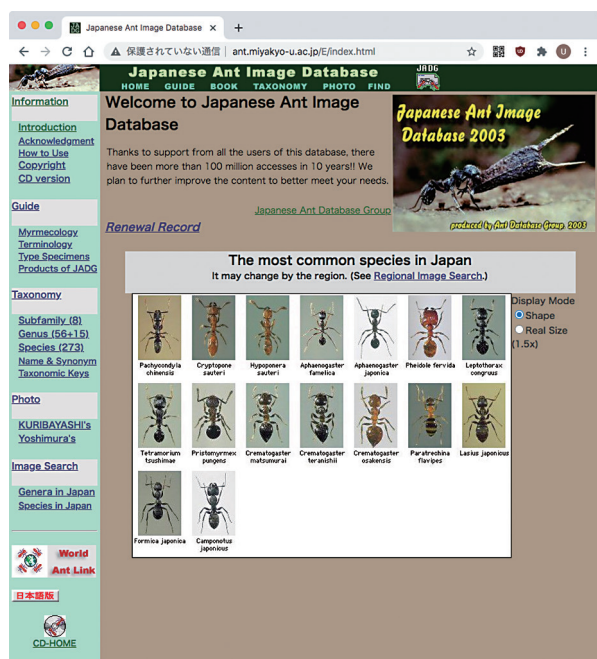 Japanese Ant Image Database
保護されていない通信 | ant.miyakyo-u.ac.jp/E/index.html
U
Japanese Ant Image Database
JADG
HOME GUIDE BOOK TAXONOMY PHOTO FIND
Information
Introduction
Acknowledgment
How to Use
Copyright
CD version
Guide
Myrmecology
Terminology
Type Specimens
Products of JADG
Taxonomy
Subfamily (8)
Genus (56+15)
Species (273)
Name & Synonym
Taxonomic Keys
Photo
KURIBAYASHI's
Yoshimura's
Image Search
Genera in Japan
Species in Japan
World
Ant Link
日本語版
CD-HOME
Welcome to Japanese Ant Image
Database
Thanks to support from all the users of this database, there
have been more than 100 million accesses in 10 years!! We
plan to further improve the content to better meet your needs.
Japanese Ant Database Group
Renewal Record
Japanese Ant Image
Database 2003
produced by Ant Database Group 2003
The most common species in Japan
It may change by the region. (See Regional Image Search.)
Display Mode
Shape
Real Size
(1.5x)
Pachycondyla chinensis
Cryptopone sauteri
Hypoponera sauteri
Aphaenogaster famelica
Aphaenogaster japonica
Pheidole fervida
Leptothorax congruus
Tetramorium tsushimae
Pristomyrmex pungens
Crematogaster matsumurai
Crematogaster teranishii
Crematogaster osakensis
Paratrechina flavipes
Lasius japonious
Formica japonica
Camponotus japonious